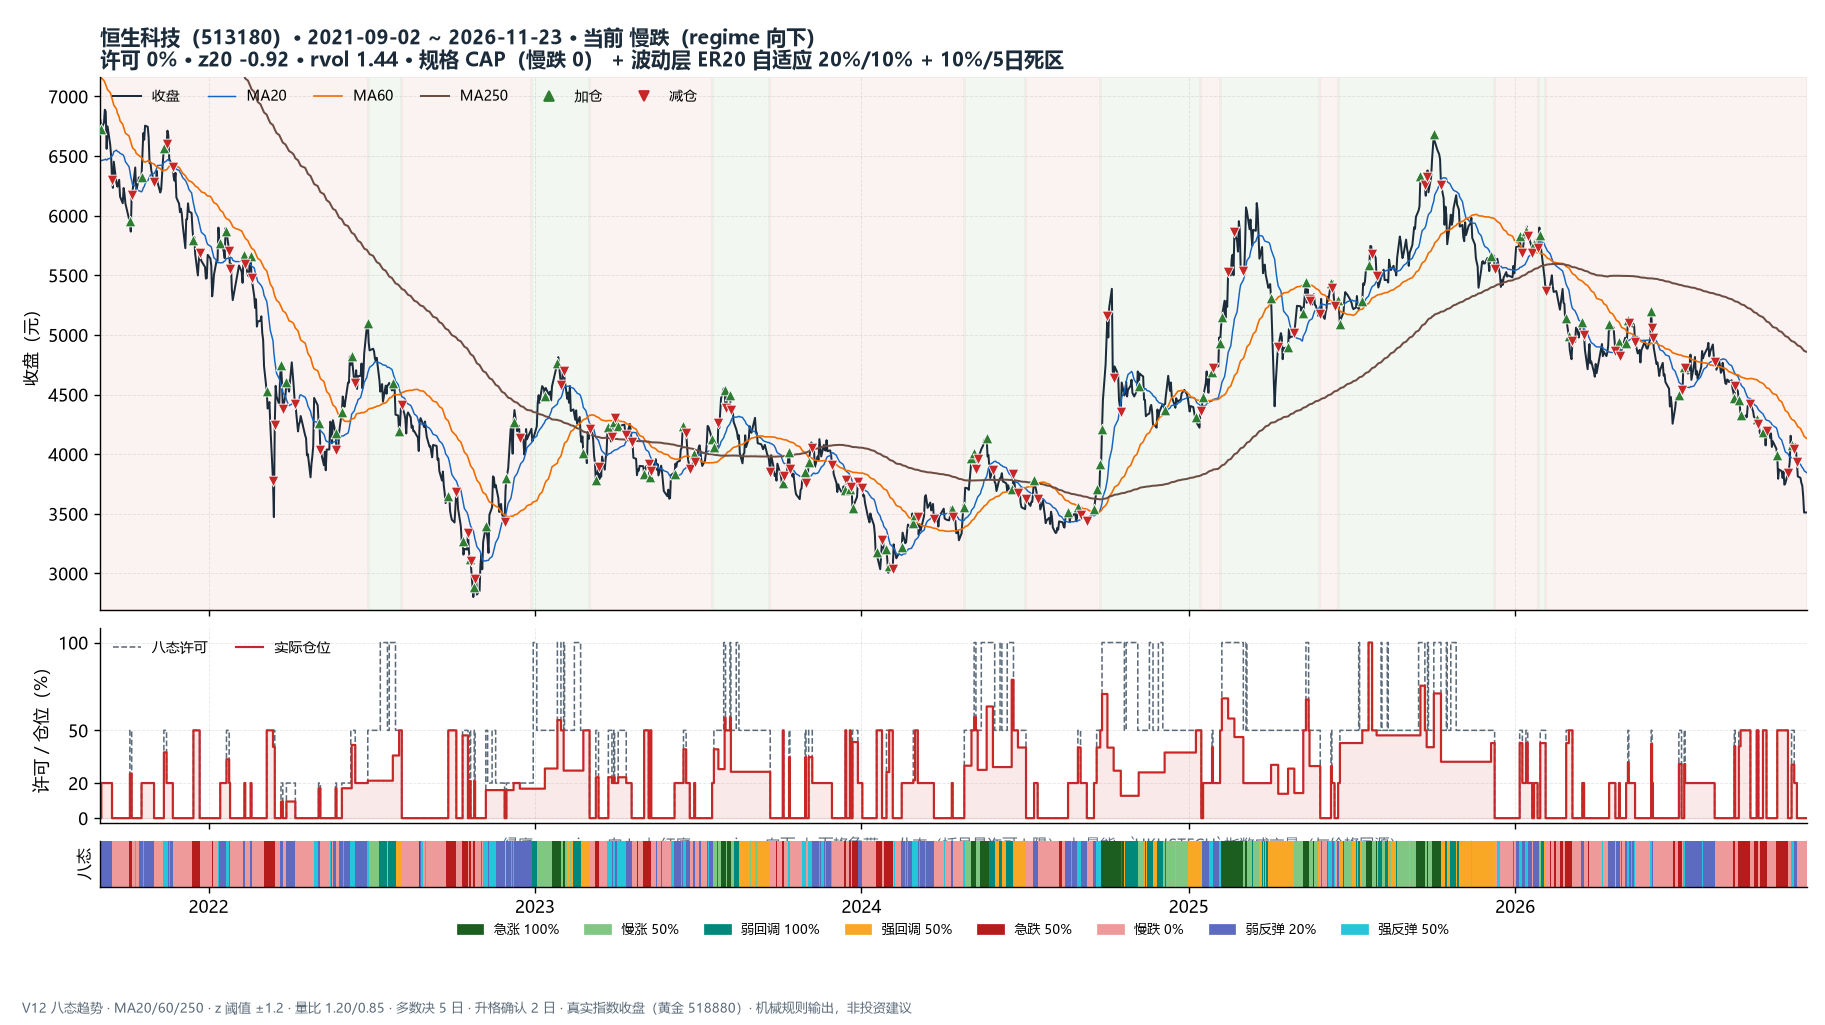 恒生科技（513180）• 2021-09-02 ~ 2026-11-23 • 当前 慢跌（regime 向下）
许可 0% • z20 -0.92 • rvol 1.44 • 规格 CAP（慢跌 0） + 波动层 ER20 自适应 20%/10% + 10%/5日死区
收盘 MA20 MA60 MA250 加仓 减仓
收盘（元）
7000
6500
6000
5500
5000
4500
4000
3500
3000
八态许可 实际仓位
许可 / 仓位（%）
100
50
20
0
八态
2022 2023 2024 2025 2026
急涨 100% 慢涨 50% 弱回调 100% 强回调 50% 急跌 50% 慢跌 0% 弱反弹 20% 强反弹 50%
V12 八态趋势 · MA20/60/250 · z 阈值 ±1.2 · 量比 1.20/0.85 · 多数决 5 日 · 升格确认 2 日 · 真实指数收盘（黄金 518880）· 机械规则输出，非投资建议